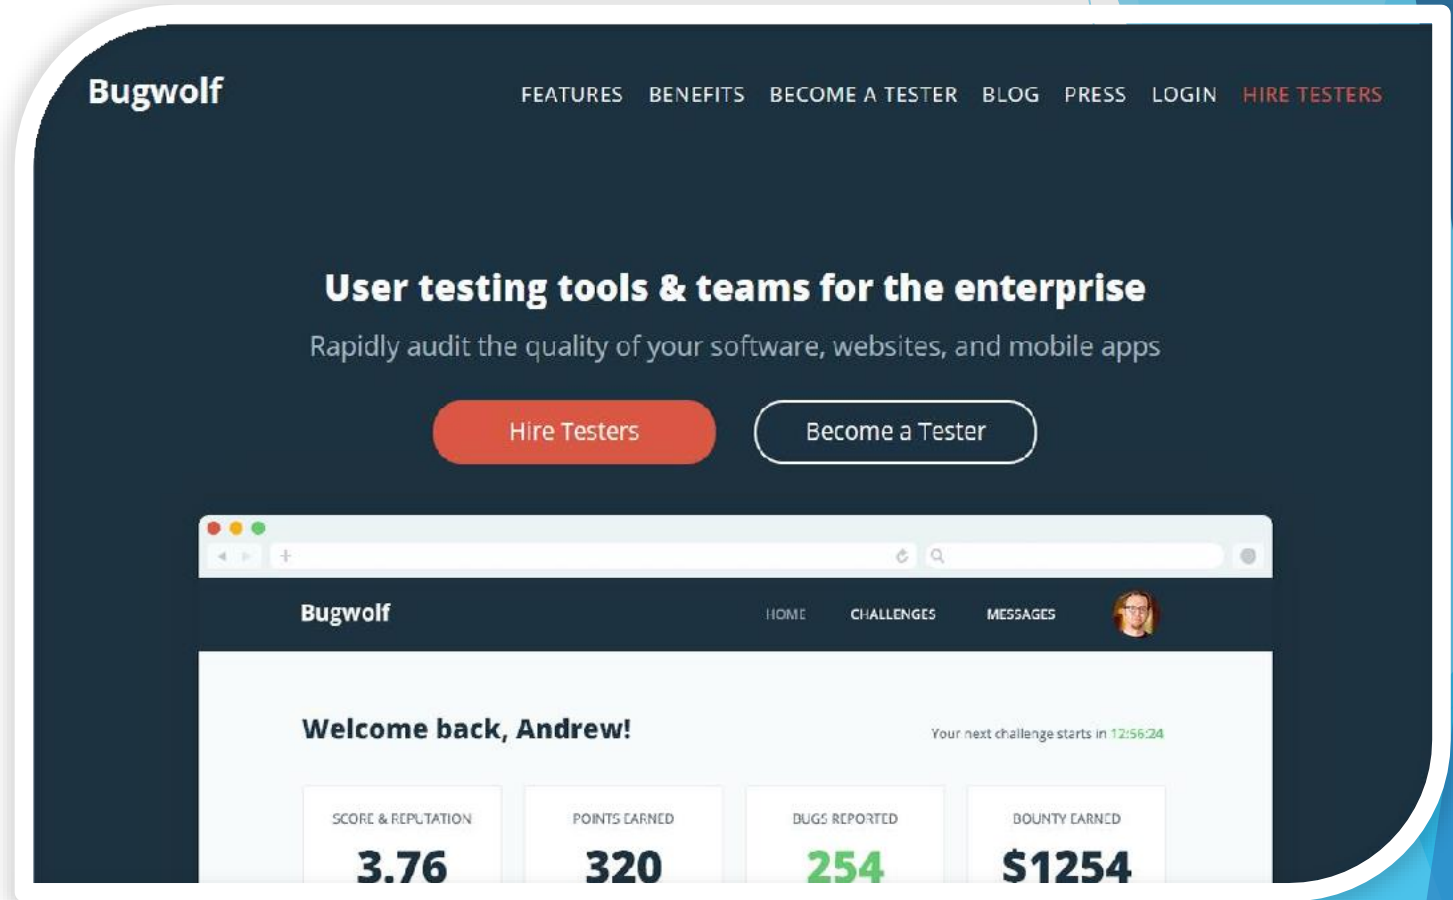 Bugwolf
FEATURES BENEFITS BECOME A TESTER BLOG PRESS LOGIN HIRE TESTERS
User testing tools & teams for the enterprise
Rapidly audit the quality of your software, websites, and mobile apps
Hire Testers Become a Tester
Bugwolf HOME CHALLENGES MESSAGES
Welcome back, Andrew! Your next challenge starts in 12:56:24
SCORE & REPUTATION POINTS EARNED BUGS REPORTED BOUNTY EARNED
3.76 320 254 $1254